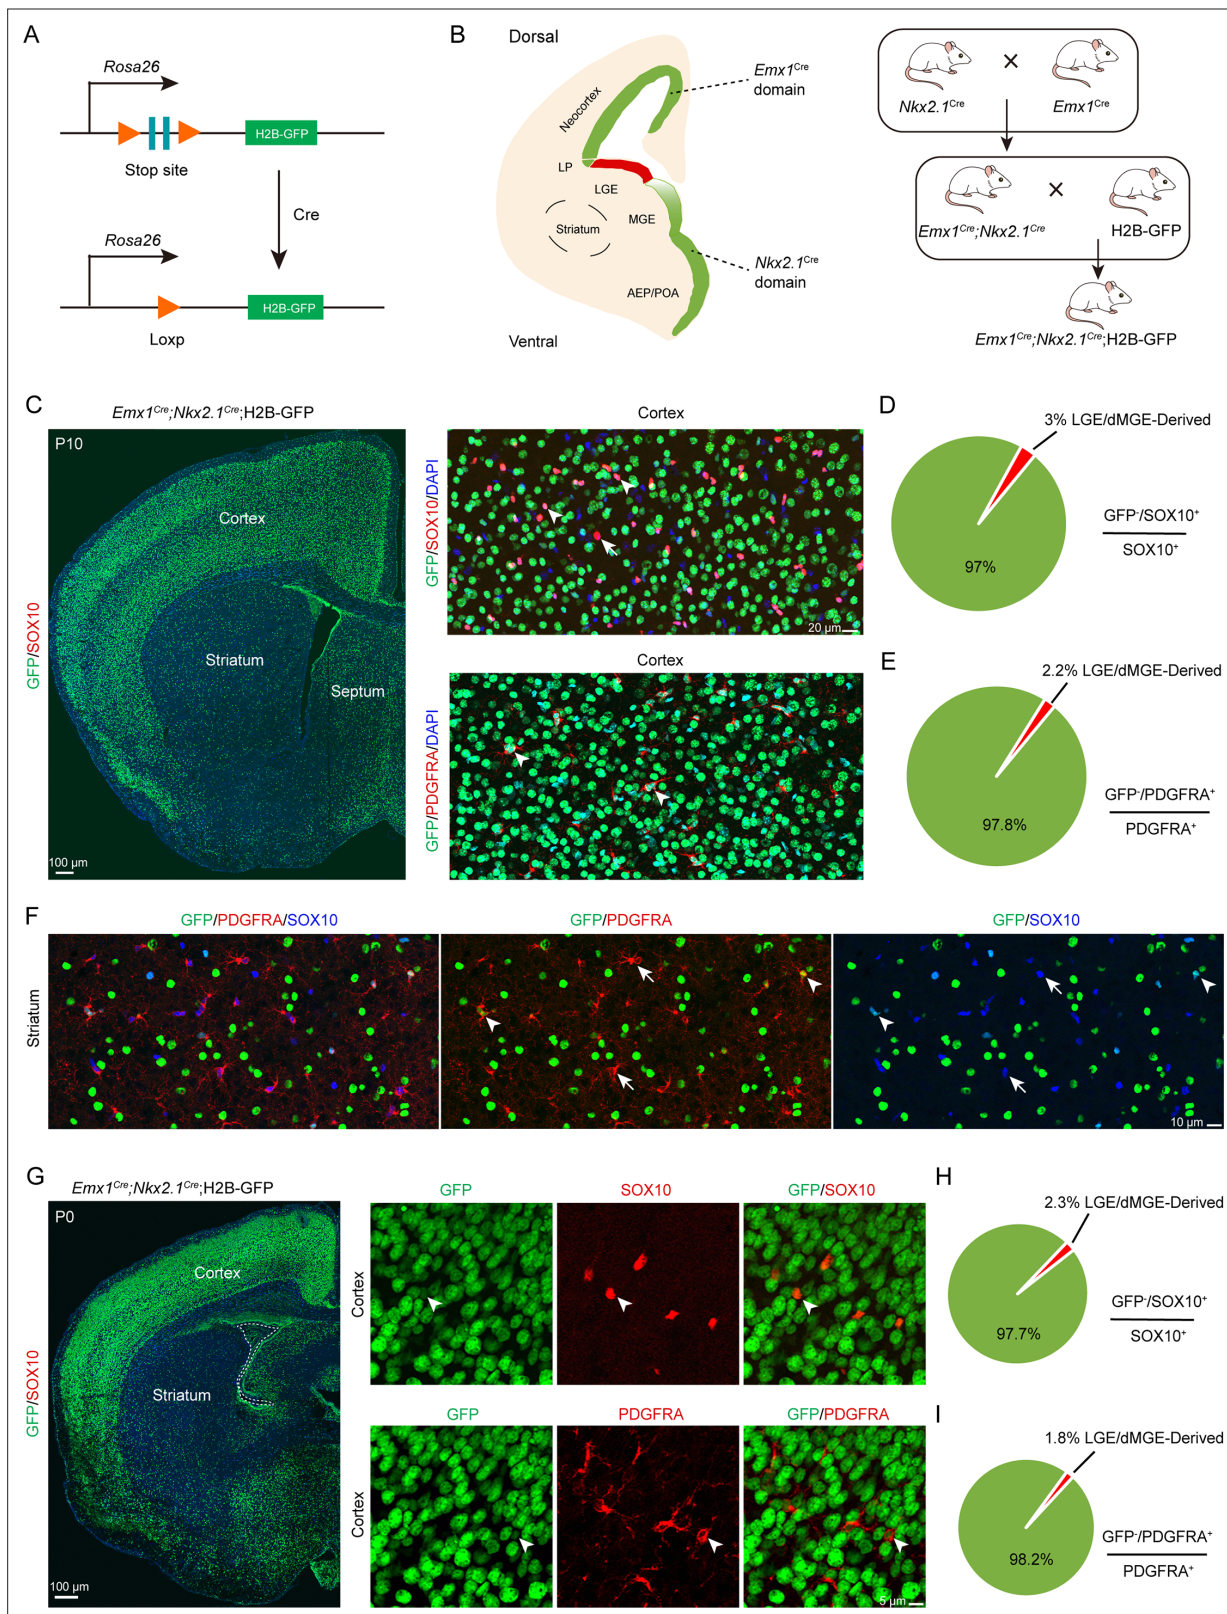 A
Rosa26
H2B-GFP
Stop site
Cre
Rosa26
H2B-GFP
Loxp
B
Dorsal
Neocortex
Emx1Cre
domain
LP
LGE
Striatum
MGE
Nkx2.1Cre
domain
AEP/POA
Ventral
×
Nkx2.1Cre
Emx1Cre
×
Emx1Cre;Nkx2.1Cre
H2B-GFP
Emx1Cre;Nkx2.1Cre;H2B-GFP
C
Emx1Cre;Nkx2.1Cre;H2B-GFP
P10
Cortex
Striatum
Septum
GFP/SOX10
100 µm
Cortex
GFP/SOX10/DAPI
20 µm
Cortex
GFP/PDGFRA/DAPI
D
3% LGE/dMGE-Derived
97%
GFP-/SOX10+
SOX10+
E
2.2% LGE/dMGE-Derived
97.8%
GFP-/PDGFRA+
PDGFRA+
F
GFP/PDGFRA/SOX10
GFP/PDGFRA
GFP/SOX10
Striatum
10 µm
G
Emx1Cre;Nkx2.1Cre;H2B-GFP
P0
Cortex
Striatum
GFP/SOX10
100 µm
GFP
SOX10
GFP/SOX10
Cortex
GFP
PDGFRA
GFP/PDGFRA
Cortex
5 µm
H
2.3% LGE/dMGE-Derived
97.7%
GFP-/SOX10+
SOX10+
I
1.8% LGE/dMGE-Derived
98.2%
GFP-/PDGFRA+
PDGFRA+